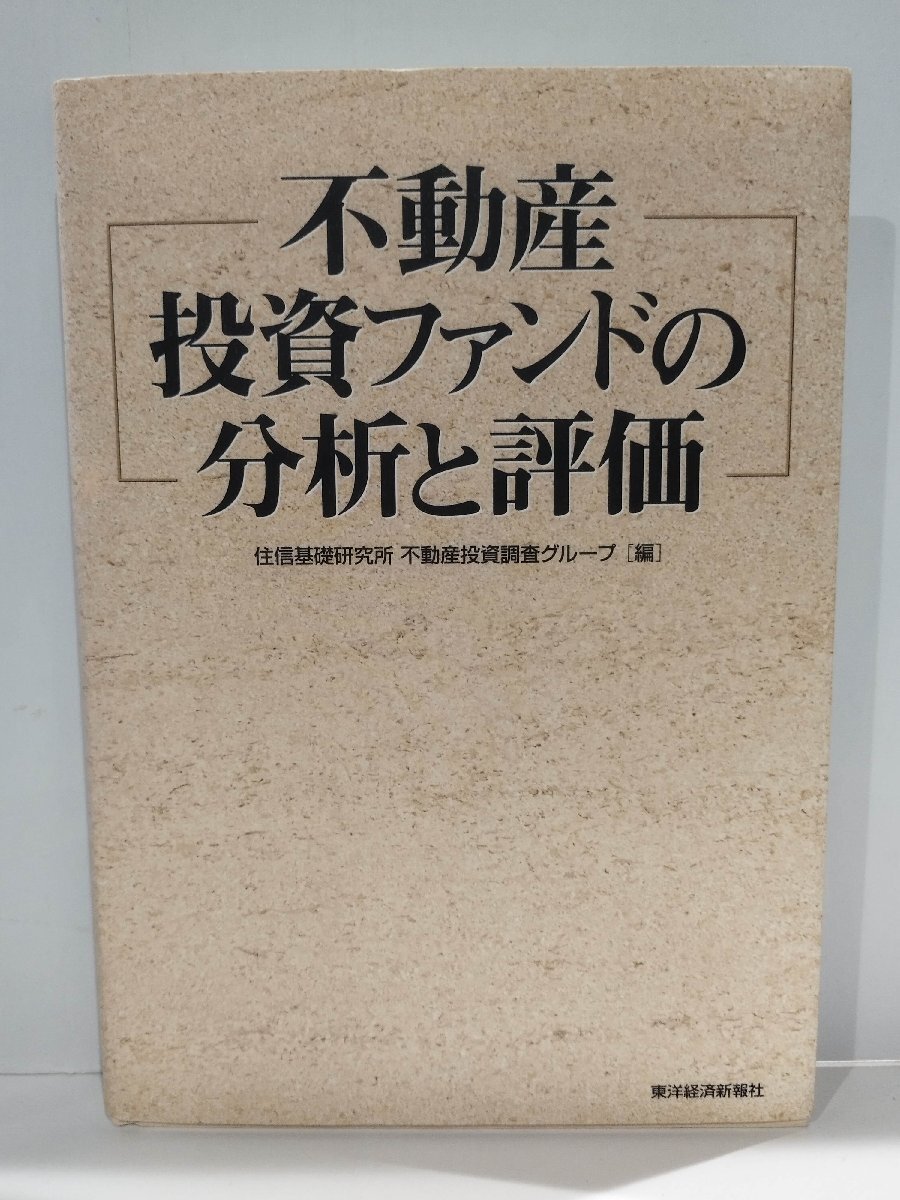 不動産
投資ファンドの
分析と評価
住信基礎研究所 不動産投資調査グループ [編]
東洋経済新報社